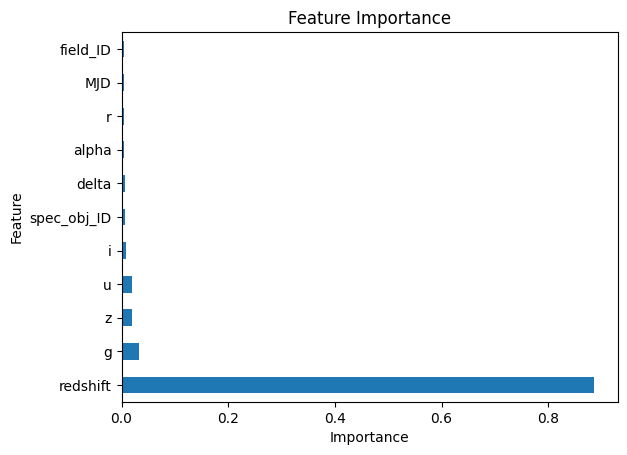 Feature Importance
field_ID
MJD
r
alpha
delta
spec_obj_ID
i
u
z
g
redshift
Feature
0.0 0.2 0.4 0.6 0.8
Importance